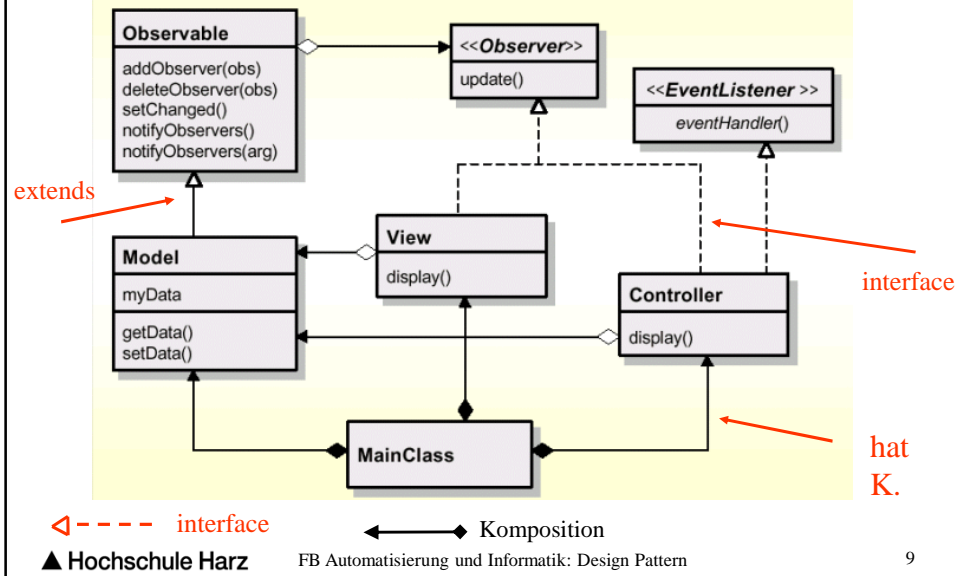 Observable
addObserver(obs)
deleteObserver(obs)
setChanged()
notifyObservers()
notifyObservers(arg)
<<Observer>>
update()
<<EventListener >>
eventHandler()
extends
Model
myData
getData()
setData()
View
display()
interface
Controller
display()
MainClass
hat
K.
interface
Komposition
Hochschule Harz
FB Automatisierung und Informatik: Design Pattern
9